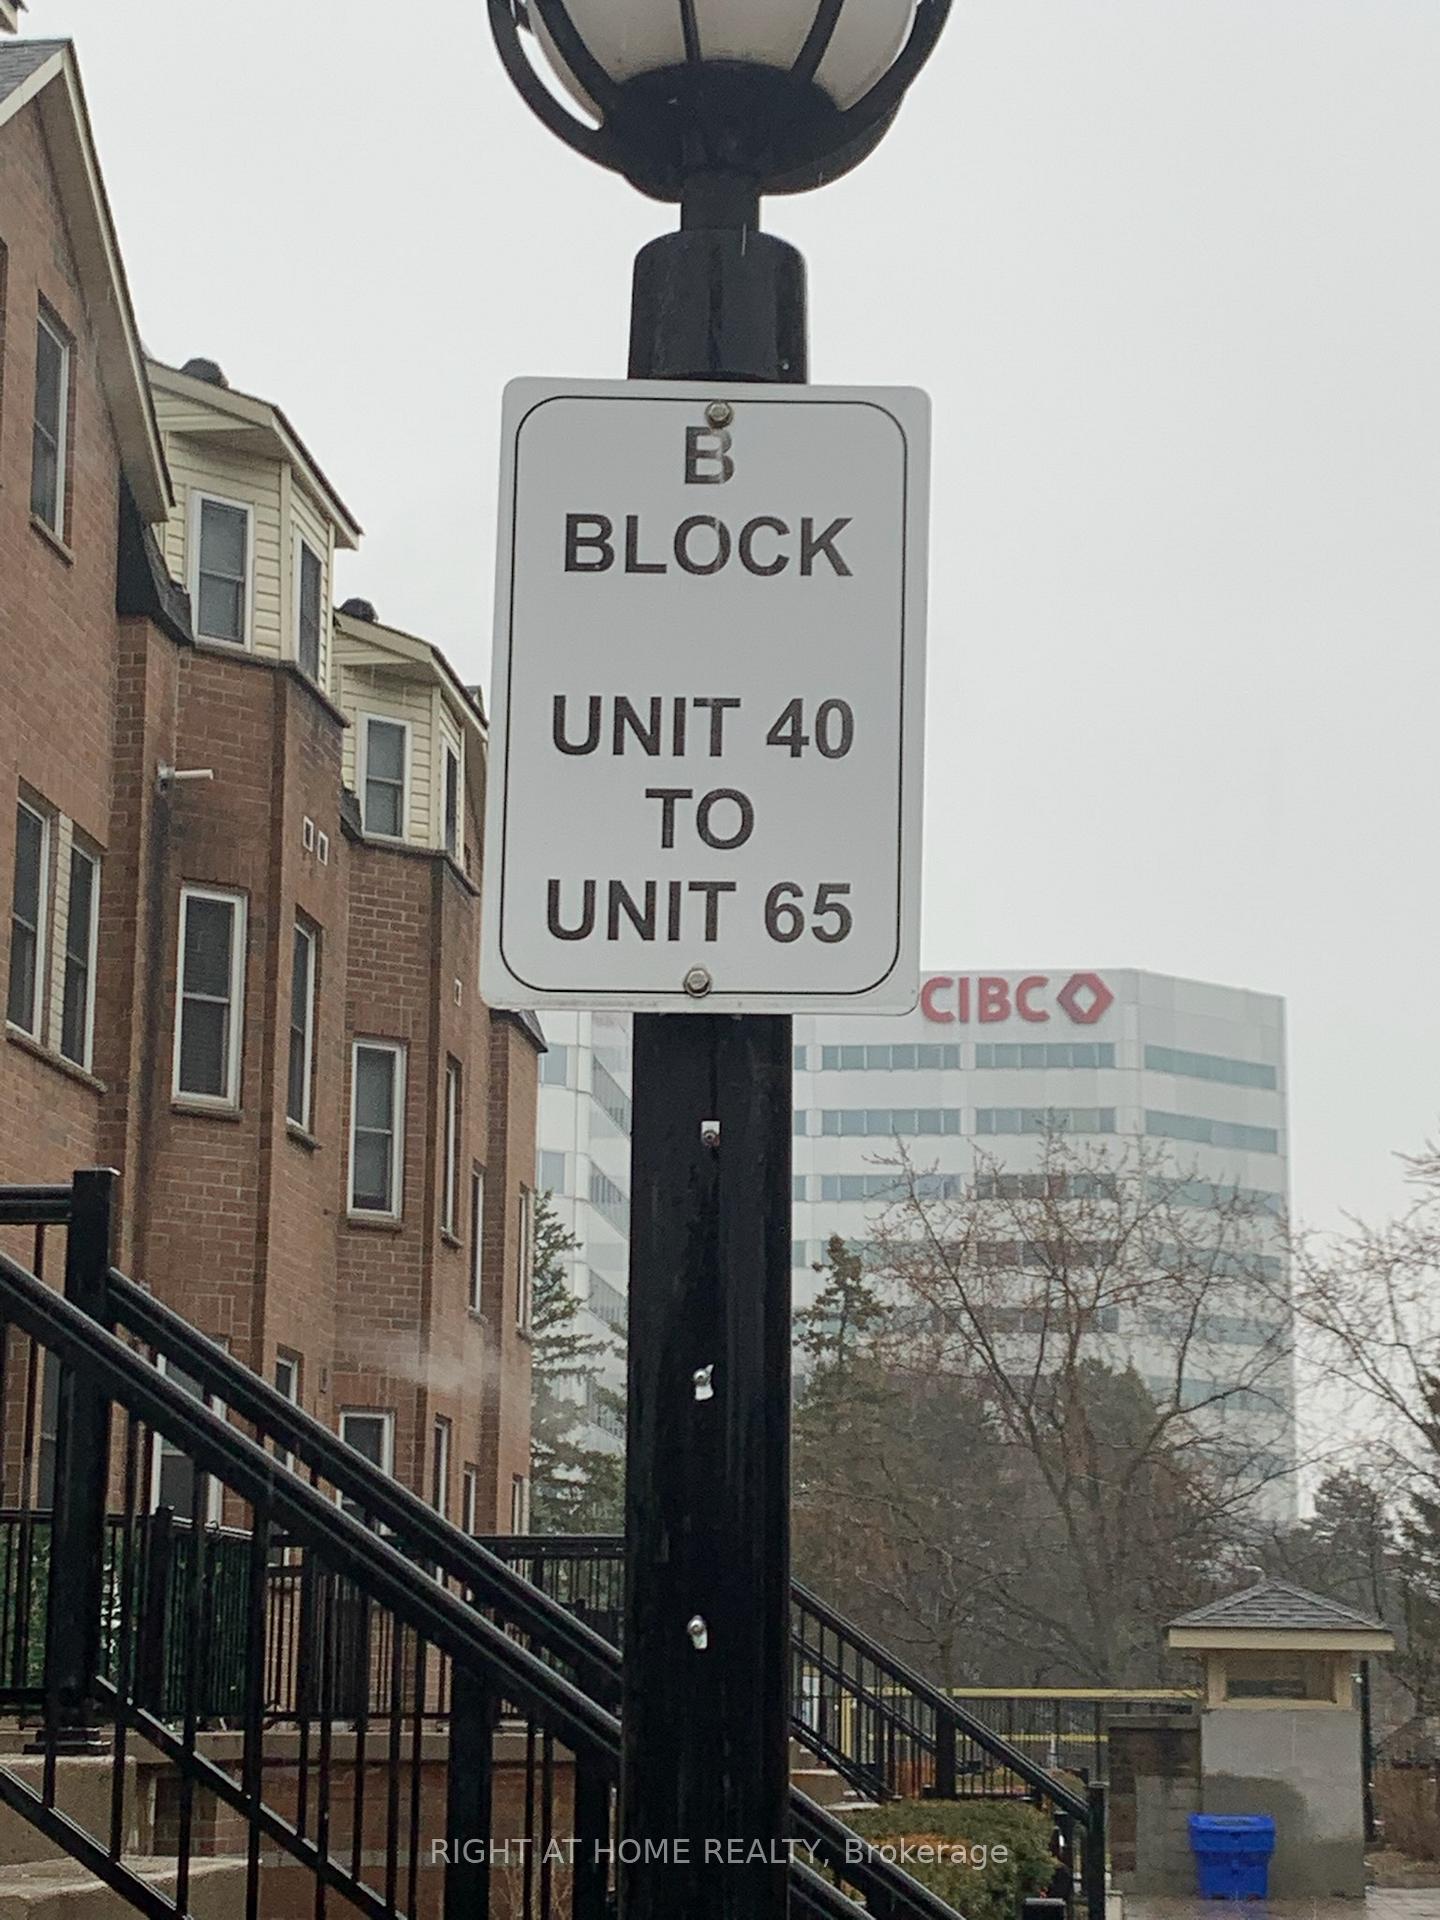 B
BLOCK
UNIT 40
TO
UNIT 65
CIBC
RIGHT AT HOME REALTY, Brokerage